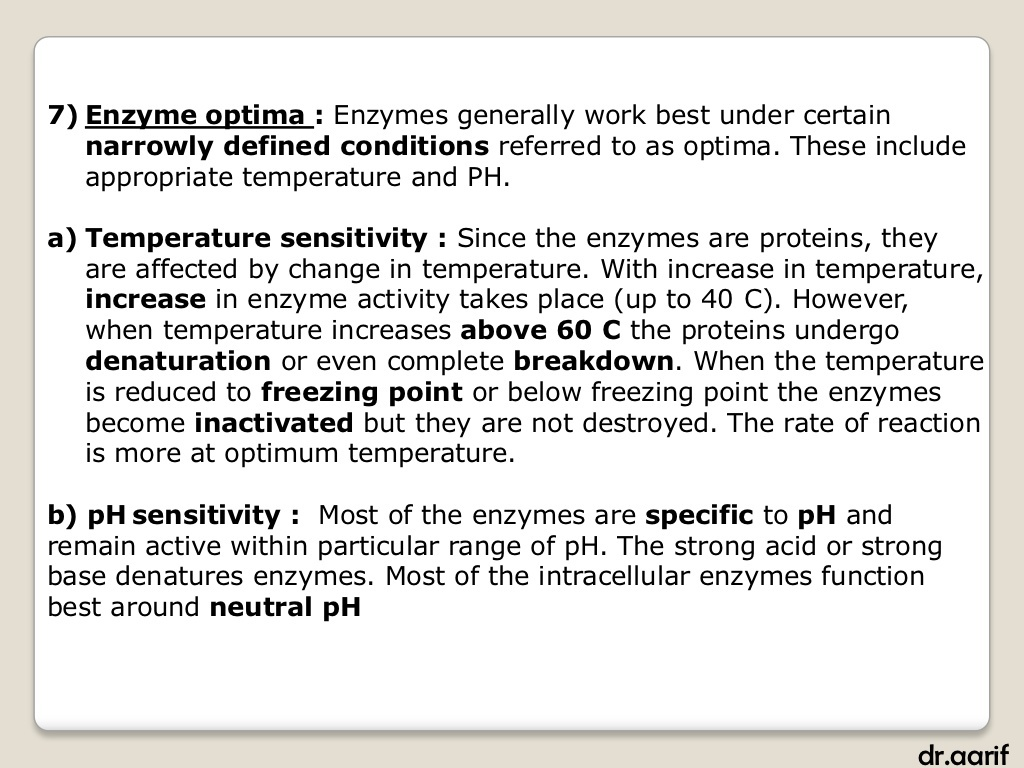 7) Enzyme optima : Enzymes generally work best under certain
narrowly defined conditions referred to as optima. These include
appropriate temperature and PH.
a) Temperature sensitivity : Since the enzymes are proteins, they
are affected by change in temperature. With increase in temperature,
increase in enzyme activity takes place (up to 40 C). However,
when temperature increases above 60 C the proteins undergo
denaturation or even complete breakdown. When the temperature
is reduced to freezing point or below freezing point the enzymes
become inactivated but they are not destroyed. The rate of reaction
is more at optimum temperature.
b) pH sensitivity : Most of the enzymes are specific to pH and
remain active within particular range of pH. The strong acid or strong
base denatures enzymes. Most of the intracellular enzymes function
best around neutral pH
dr.aarif